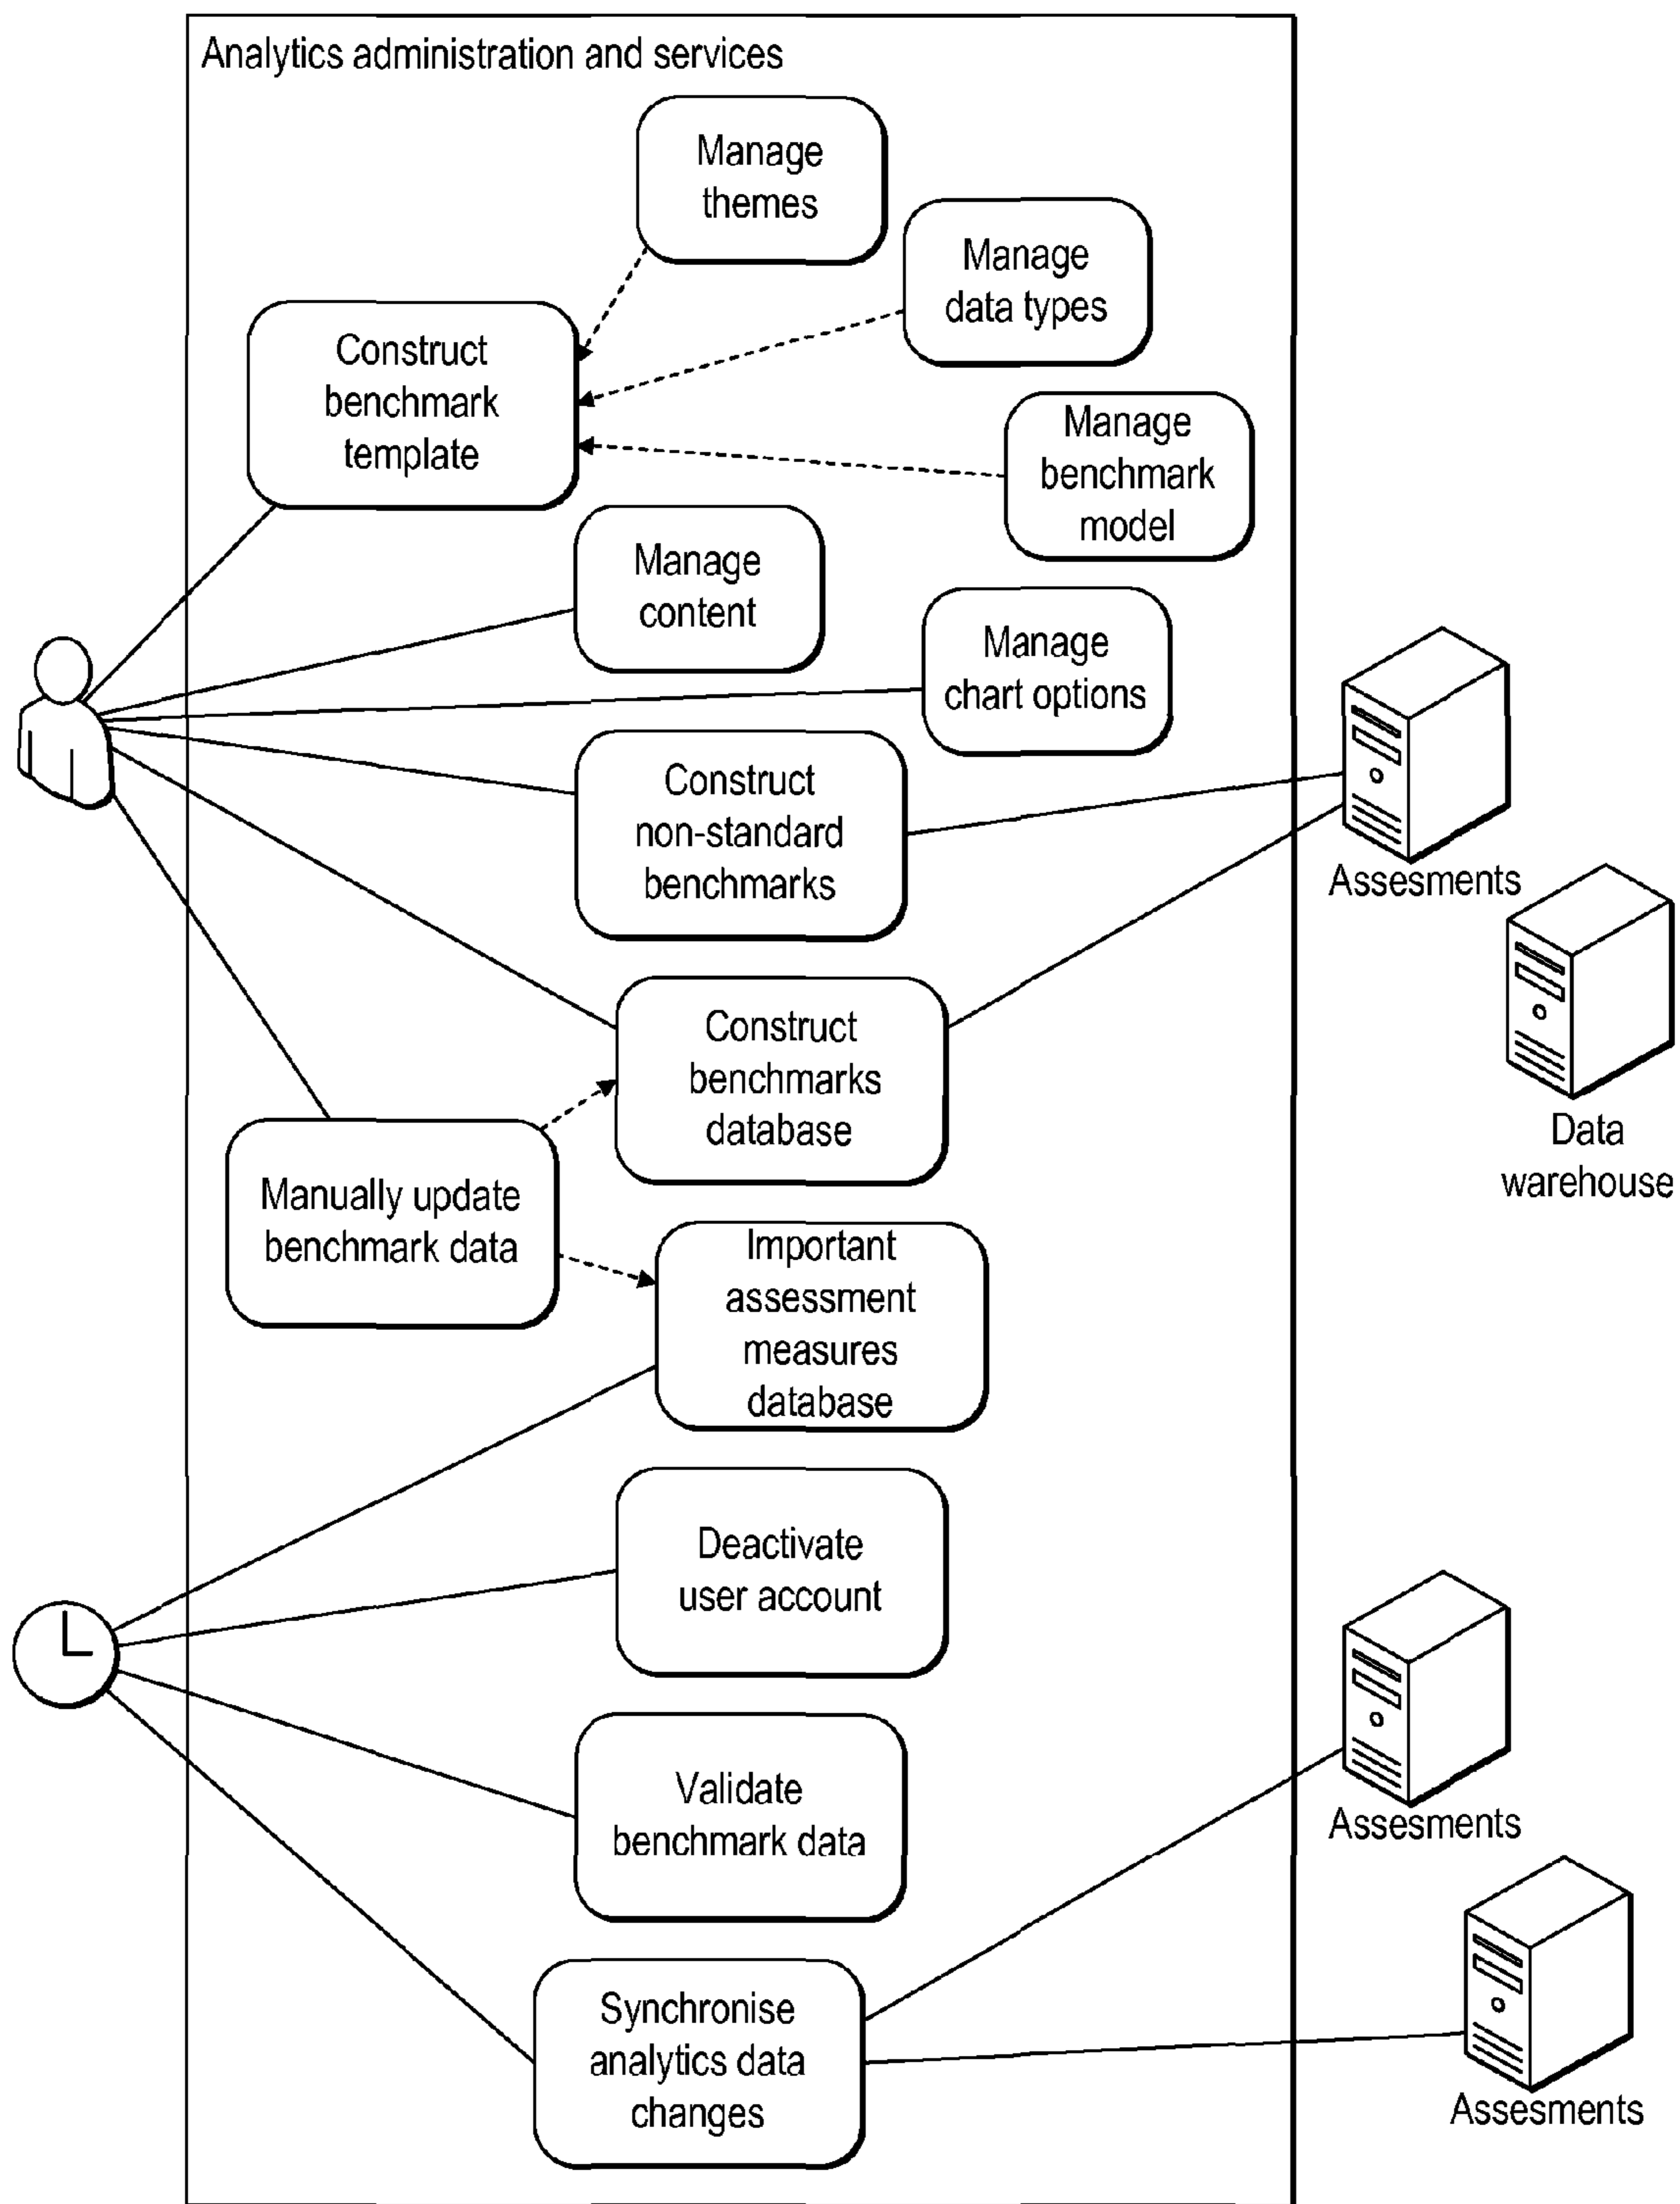 Analytics administration and services
Manage
themes
Manage
data types
Construct
benchmark
template
Manage
benchmark
model
Manage
content
Manage
chart options
Construct
non-standard
benchmarks
Assesments
Construct
benchmarks
database
Data
warehouse
Manually update
benchmark data
Important
assessment
measures
database
Deactivate
user account
Validate
benchmark data
Assesments
Synchronise
analytics data
changes
Assesments